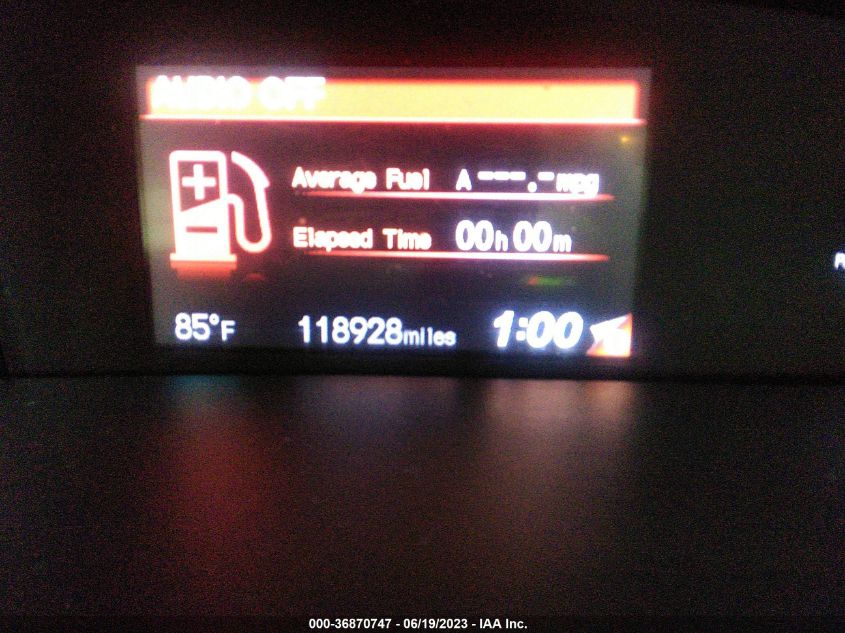 AUDIO OFF
Average Fuel A ---.- mpg
Elapsed Time 00h 00m
85°F 118928miles 1:00
000-36870747 - 06/19/2023 - IAA Inc.